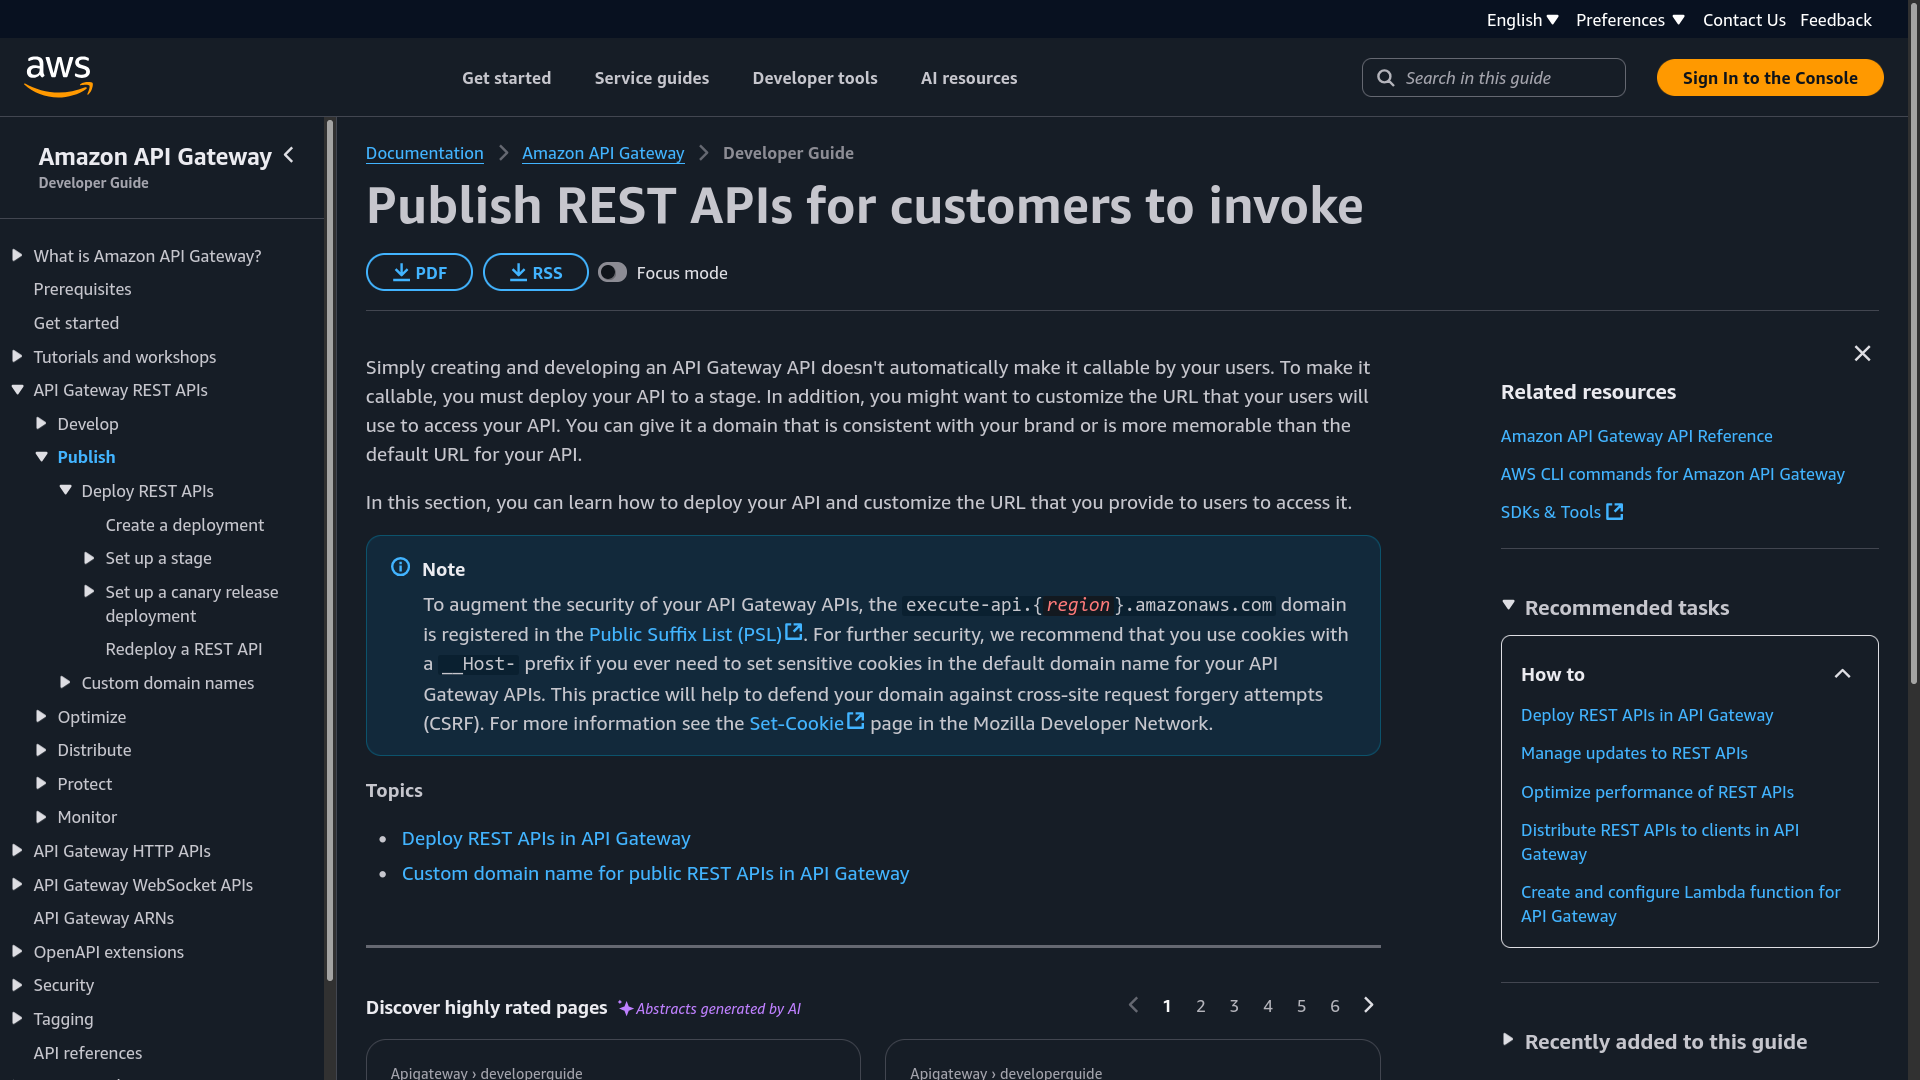 English Preferences Contact Us Feedback
aws
Get started Service guides Developer tools AI resources
Search in this guide
Sign In to the Console
Amazon API Gateway
Developer Guide
What is Amazon API Gateway?
Prerequisites
Get started
Tutorials and workshops
API Gateway REST APIs
Develop
Publish
Deploy REST APIs
Create a deployment
Set up a stage
Set up a canary release
deployment
Redeploy a REST API
Custom domain names
Optimize
Distribute
Protect
Monitor
API Gateway HTTP APIs
API Gateway WebSocket APIs
API Gateway ARNs
OpenAPI extensions
Security
Tagging
API references
Documentation Amazon API Gateway Developer Guide
Publish REST APIs for customers to invoke
PDF RSS Focus mode
Simply creating and developing an API Gateway API doesn't automatically make it callable by your users. To make it
callable, you must deploy your API to a stage. In addition, you might want to customize the URL that your users will
use to access your API. You can give it a domain that is consistent with your brand or is more memorable than the
default URL for your API.
In this section, you can learn how to deploy your API and customize the URL that you provide to users to access it.
Note
To augment the security of your API Gateway APIs, the execute-api.{region}.amazonaws.com domain
is registered in the Public Suffix List (PSL). For further security, we recommend that you use cookies with
a __Host- prefix if you ever need to set sensitive cookies in the default domain name for your API
Gateway APIs. This practice will help to defend your domain against cross-site request forgery attempts
(CSRF). For more information see the Set-Cookie page in the Mozilla Developer Network.
Topics
• Deploy REST APIs in API Gateway
• Custom domain name for public REST APIs in API Gateway
Discover highly rated pages Abstracts generated by AI
1 2 3 4 5 6
Apigateway › developerguide
Apigateway › developerguide
Related resources
Amazon API Gateway API Reference
AWS CLI commands for Amazon API Gateway
SDKs & Tools
Recommended tasks
How to
Deploy REST APIs in API Gateway
Manage updates to REST APIs
Optimize performance of REST APIs
Distribute REST APIs to clients in API
Gateway
Create and configure Lambda function for
API Gateway
Recently added to this guide